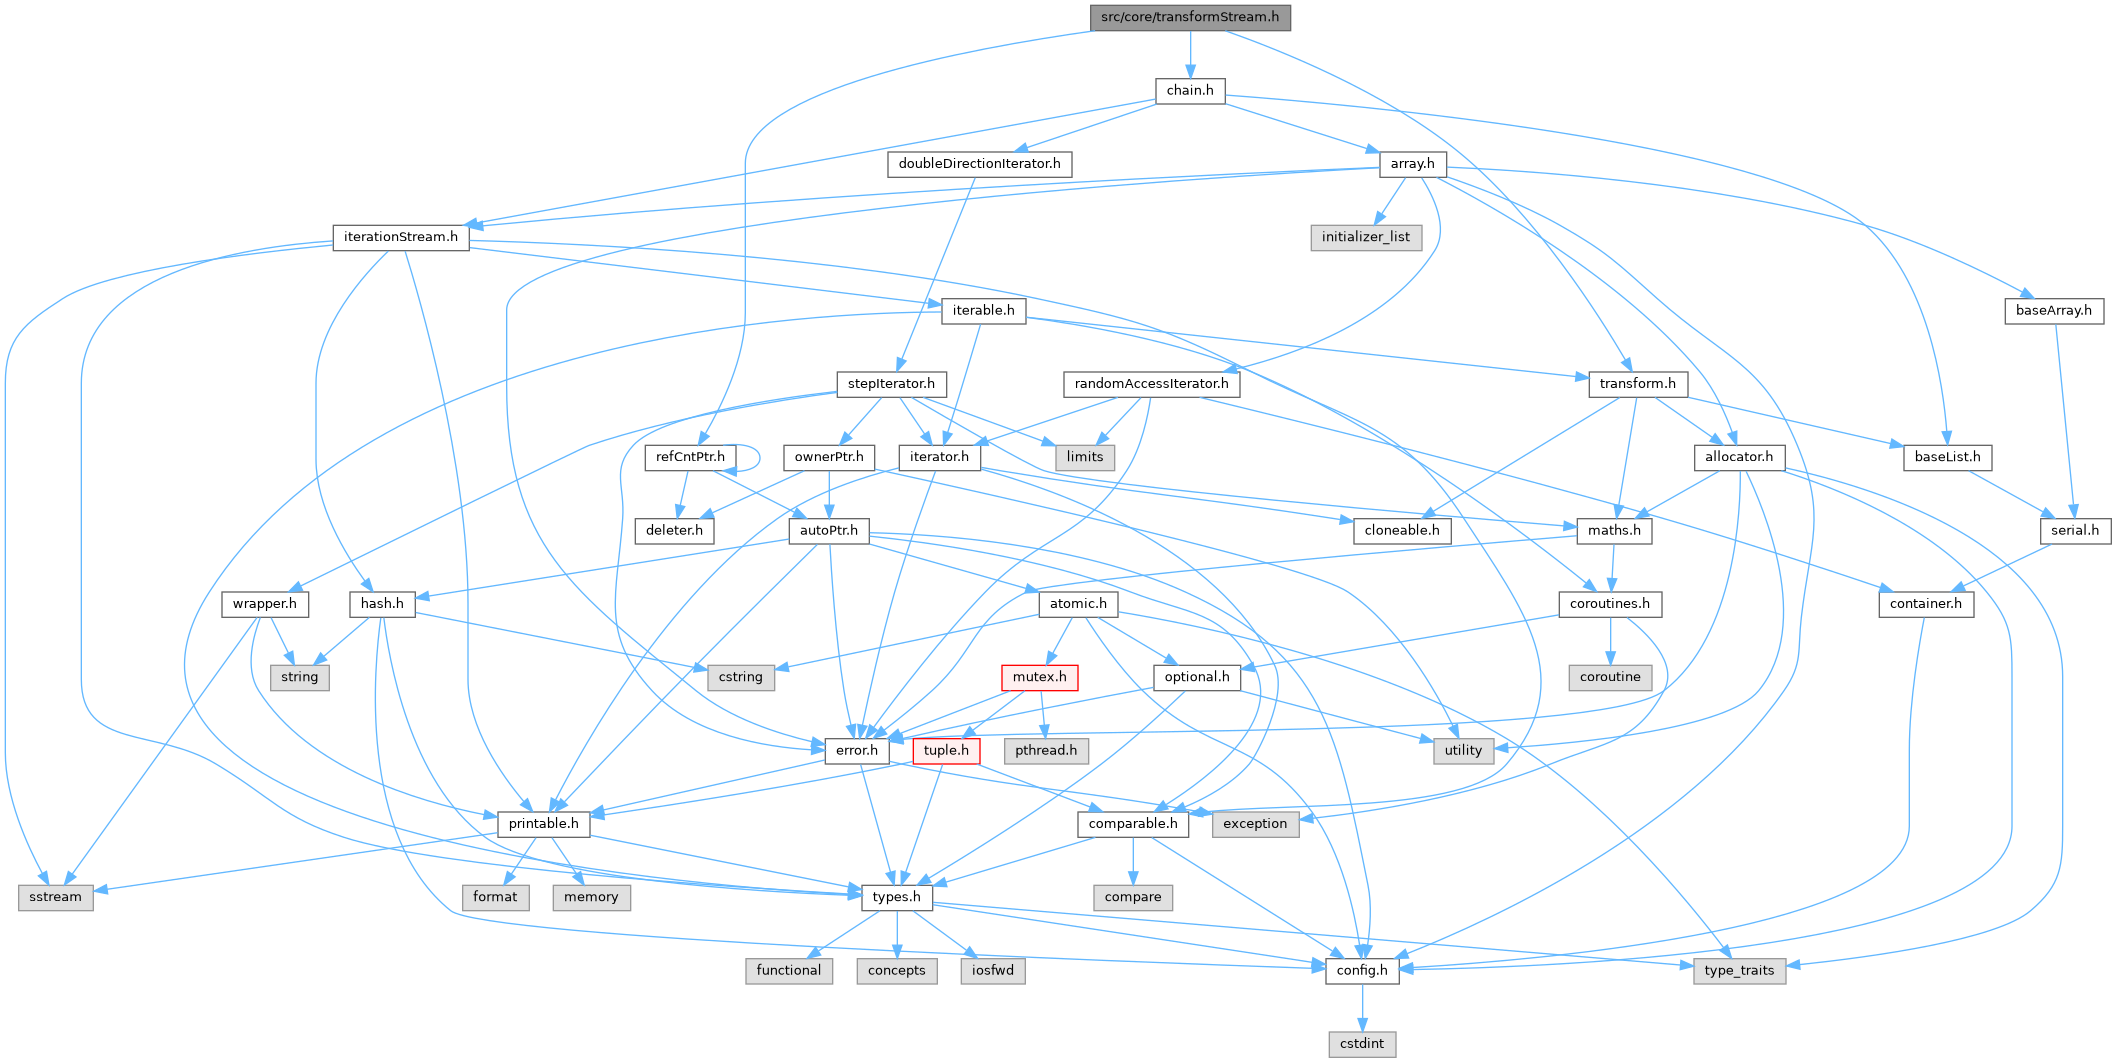 src/core/transformStream.h
chain.h
doubleDirectionIterator.h
array.h
iterationStream.h
initializer_list
iterable.h
baseArray.h
stepIterator.h
randomAccessIterator.h
transform.h
refCntPtr.h
ownerPtr.h
iterator.h
limits
allocator.h
baseList.h
deleter.h
autoPtr.h
cloneable.h
maths.h
serial.h
wrapper.h
hash.h
atomic.h
coroutines.h
container.h
string
cstring
mutex.h
optional.h
coroutine
error.h
tuple.h
pthread.h
utility
printable.h
comparable.h
exception
sstream
format
memory
types.h
compare
functional
concepts
iosfwd
config.h
type_traits
cstdint